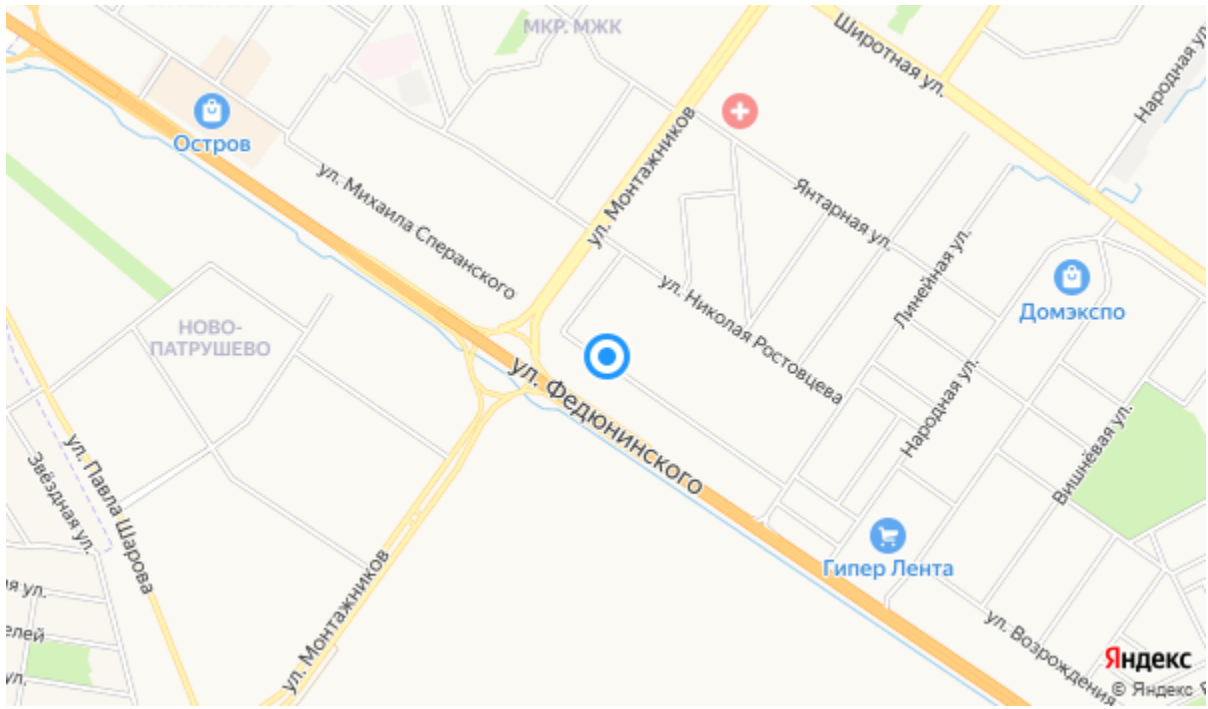 МКР. МЖК
Широтная ул.
Народная ул.
Остров
ул. Михаила Сперанского
ул. Монтажников
Янтарная ул.
Линейная ул.
ул. Николая Ростовцева
Домэкспо
НОВО-
ПАТРУШЕВО
ул. Федюнинского
Народная ул.
Вишнёвая ул.
ул. Павла Шарова
Звёздная ул.
Гипер Лента
ул. Монтажников
ул.
ул.
ул. Возрождения
Яндекс
© Яндекс